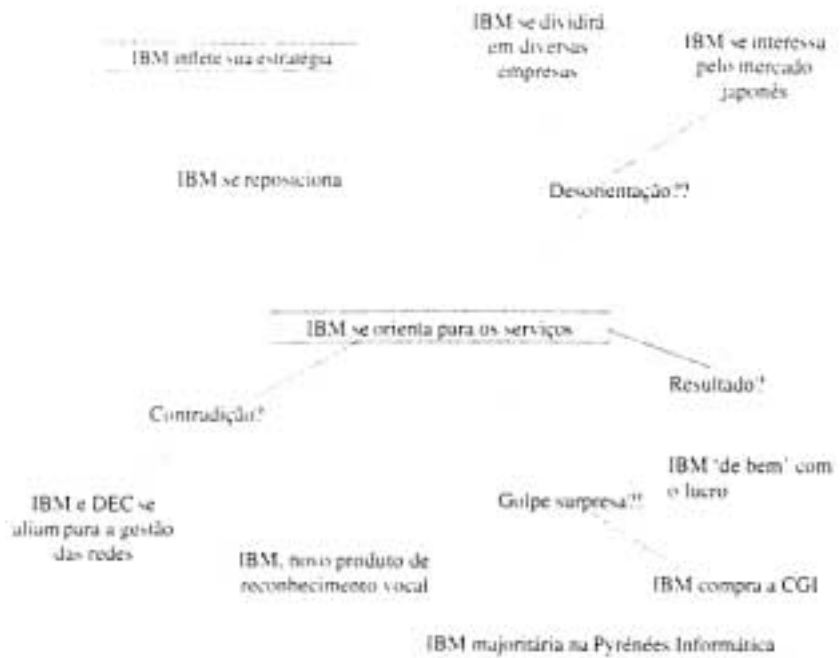 IBM se dividirá
em diversas
empresas
IBM se interessa
pelo mercado
japonês
IBM inflete sua estratégia
IBM se reposiciona
Desorientação??
IBM se orienta para os serviços
Resultado?
Contradição?
IBM 'de bem' com
o lucro
IBM e DEC se
aliam para a gestão
das redes
Golpe surpresa??
IBM, novo produto de
reconhecimento vocal
IBM compra a CGI
IBM majoritária na Pyrénées Informática